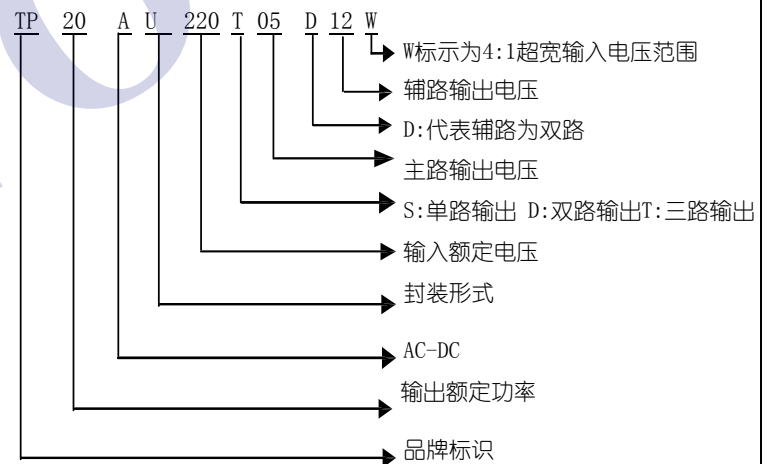 TP 20 A U 220 T 05 D 12 W
W标示为4:1超宽输入电压范围
辅路输出电压
D:代表辅路为双路
主路输出电压
S:单路输出 D:双路输出T:三路输出
输入额定电压
封装形式
AC-DC
输出额定功率
品牌标识